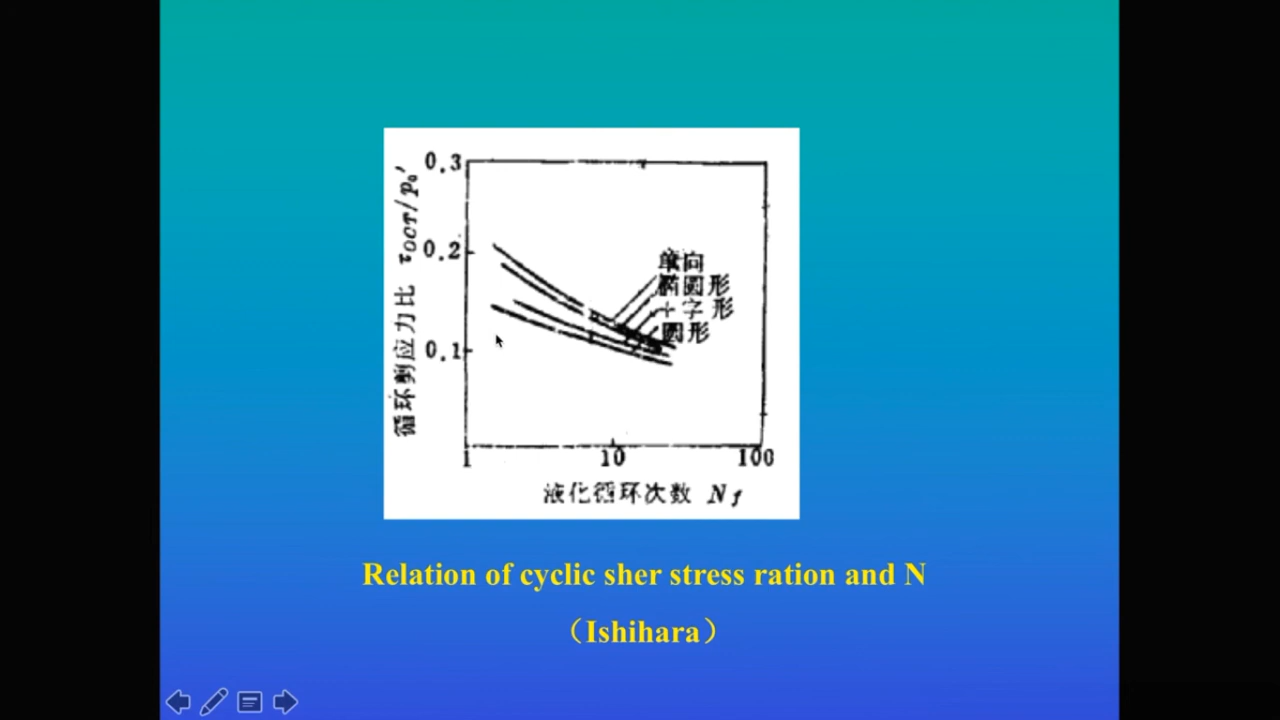 0.3
0.2
0.1
循环剪应力比 τOCT/p₀′
单向
椭圆形
十字形
圆形
1 10 100
液化循环次数 Nf
Relation of cyclic sher stress ration and N
（Ishihara）